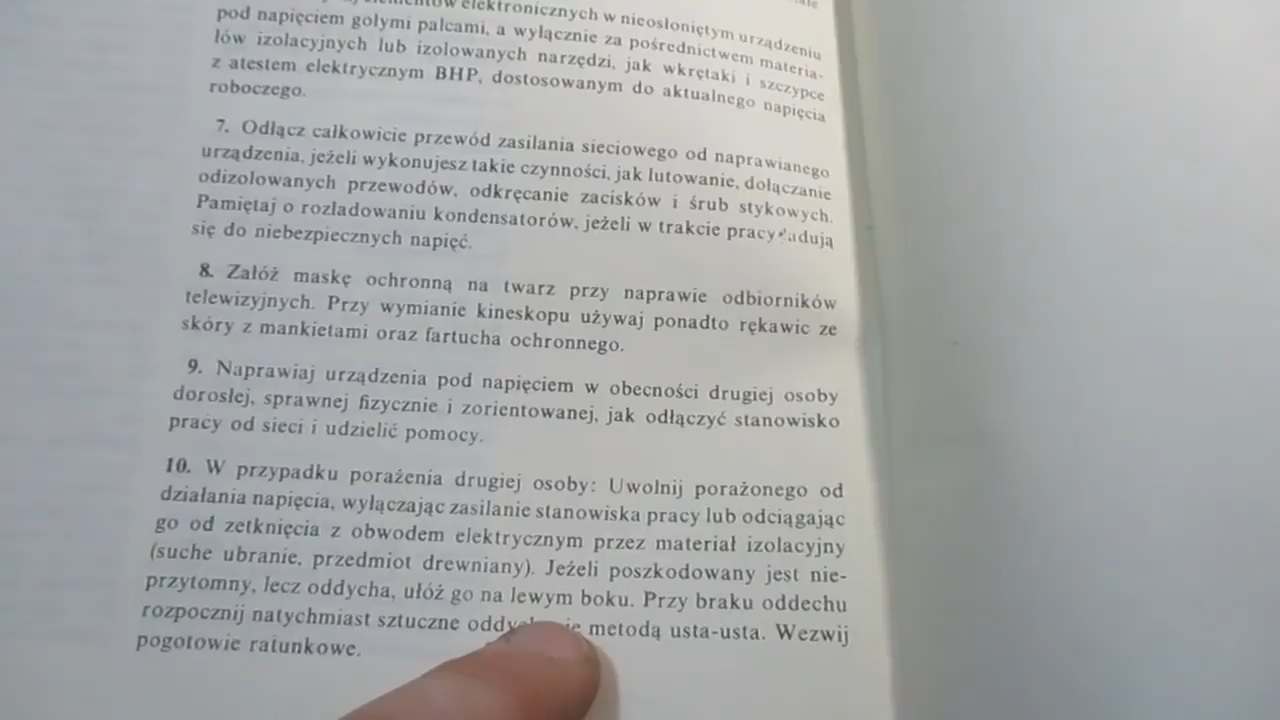 elektronicznych w nieosłoniętym urządzeniu
pod napięciem gołymi palcami, a wyłącznie za pośrednictwem materia-
łów izolacyjnych lub izolowanych narzędzi, jak wkrętaki i szczypce
z atestem elektrycznym BHP, dostosowanym do aktualnego napięcia
roboczego.
7. Odłącz całkowicie przewód zasilania sieciowego od naprawianego
urządzenia, jeżeli wykonujesz takie czynności, jak lutowanie, dołączanie
odizolowanych przewodów, odkręcanie zacisków i śrub stykowych.
Pamiętaj o rozładowaniu kondensatorów, jeżeli w trakcie pracy ładują
się do niebezpiecznych napięć.
8. Załóż maskę ochronną na twarz przy naprawie odbiorników
telewizyjnych. Przy wymianie kineskopu używaj ponadto rękawic ze
skóry z mankietami oraz fartucha ochronnego.
9. Naprawiaj urządzenia pod napięciem w obecności drugiej osoby
dorosłej, sprawnej fizycznie i zorientowanej, jak odłączyć stanowisko
pracy od sieci i udzielić pomocy.
10. W przypadku porażenia drugiej osoby: Uwolnij porażonego od
działania napięcia, wyłączając zasilanie stanowiska pracy lub odciągając
go od zetknięcia z obwodem elektrycznym przez materiał izolacyjny
(suche ubranie, przedmiot drewniany). Jeżeli poszkodowany jest nie-
przytomny, lecz oddycha, ułóż go na lewym boku. Przy braku oddechu
rozpocznij natychmiast sztuczne metodą usta-usta. Wezwij
pogotowie ratunkowe.